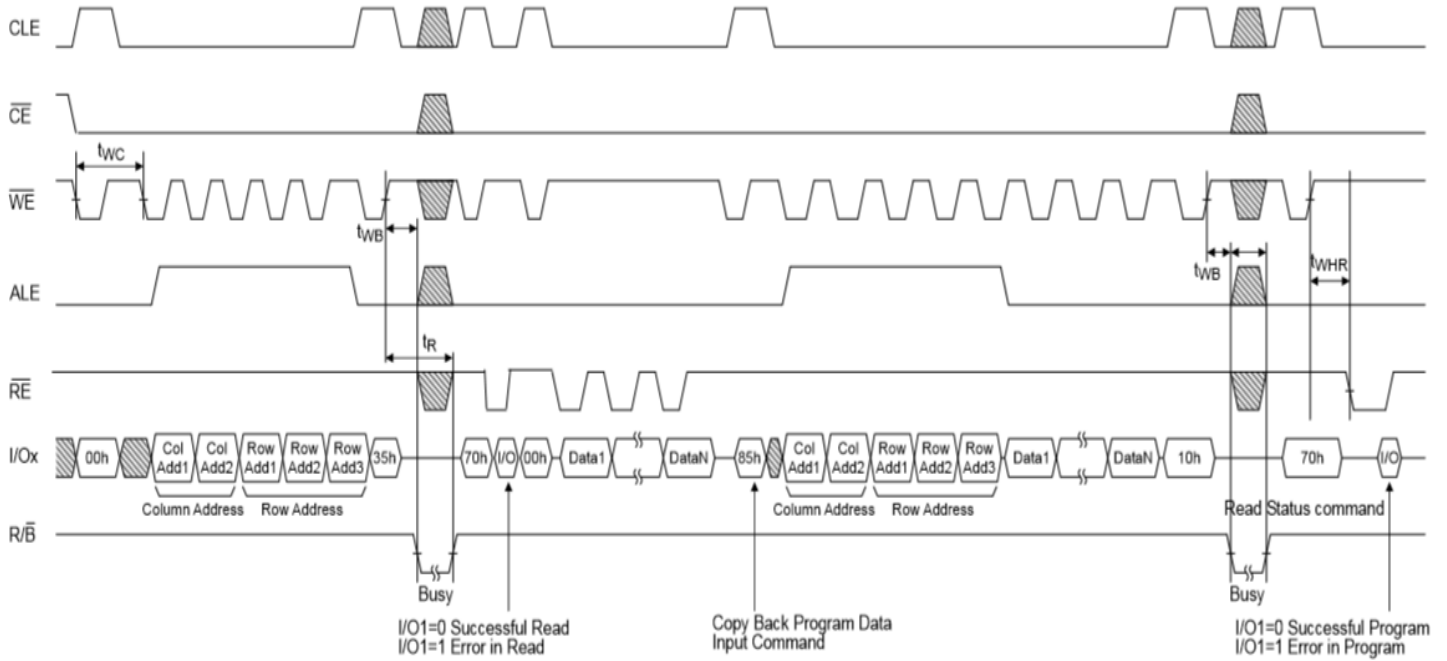 CLE
CE
tWC
WE
tWB
tWB
tWHR
ALE
tR
RE
I/Ox
00h
Col Add1
Col Add2
Row Add1
Row Add2
Row Add3
35h
70h
I/O
00h
Data1
DataN
85h
Col Add1
Col Add2
Row Add1
Row Add2
Row Add3
Data1
DataN
10h
70h
I/O
Column Address
Row Address
Column Address
Row Address
Read Status command
R/B
Busy
Busy
I/O1=0 Successful Read
I/O1=1 Error in Read
Copy Back Program Data
Input Command
I/O1=0 Successful Program
I/O1=1 Error in Program